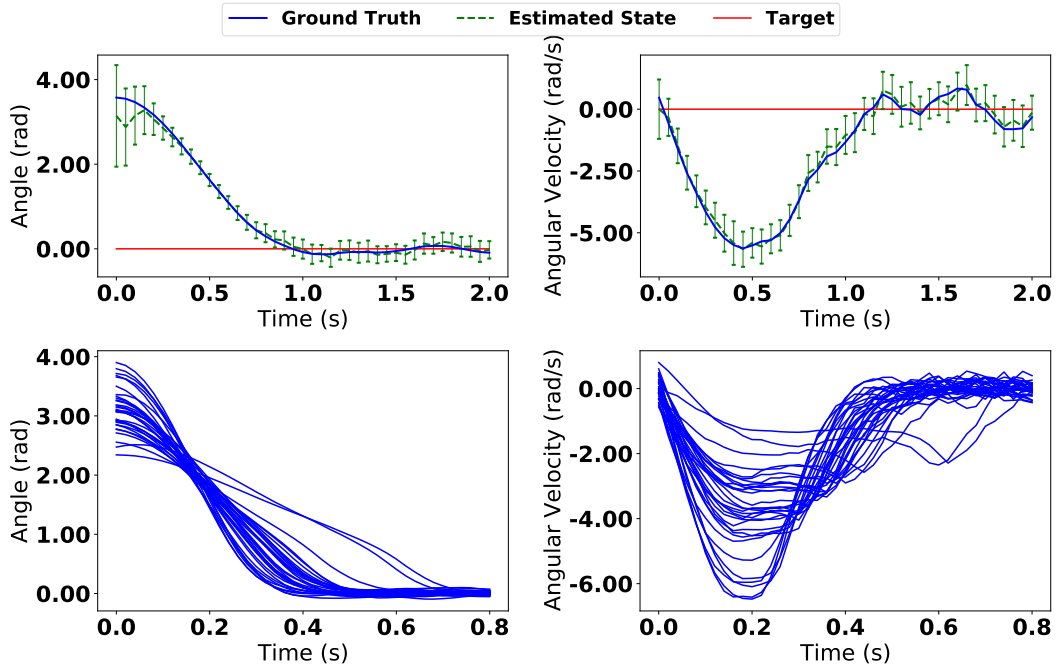 Ground Truth Estimated State Target
4.00
2.00
0.00
Angle (rad)
0.0 0.5 1.0 1.5 2.0
Time (s)
0.00
-2.50
-5.00
Angular Velocity (rad/s)
0.0 0.5 1.0 1.5 2.0
Time (s)
4.00
3.00
2.00
1.00
0.00
Angle (rad)
0.0 0.2 0.4 0.6 0.8
Time (s)
0.00
-2.00
-4.00
-6.00
Angular Velocity (rad/s)
0.0 0.2 0.4 0.6 0.8
Time (s)